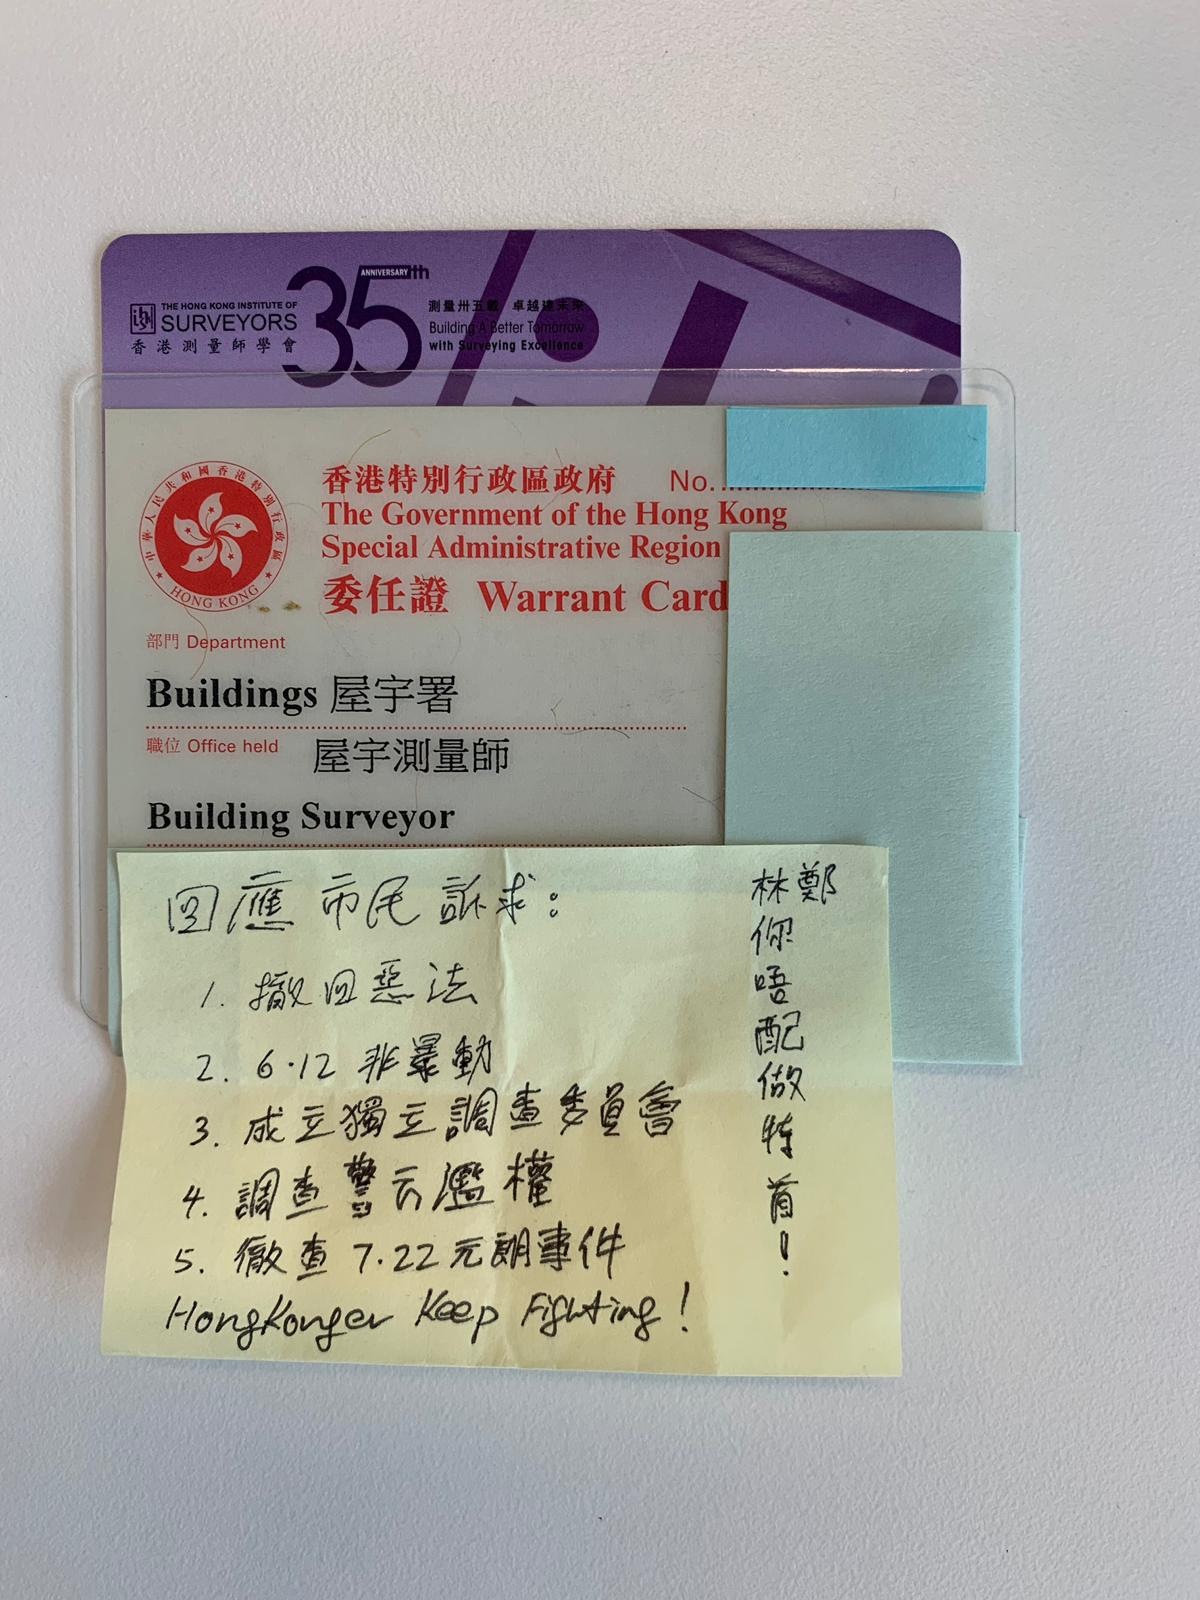 THE HONG KONG INSTITUTE OF
SURVEYORS
香港測量師學會
35th
ANNERSARY
測量卅五載 卓越建未來
Building A Better Tomorrow
with Surveying Excellence
中華人民共和國香港特別行政區
HONG KONG
香港特別行政區政府 No.
The Government of the Hong Kong
Special Administrative Region
委任證 Warrant Card
部門 Department
Buildings 屋宇署
職位 Office held 屋宇測量師
Building Surveyor
回應市民訴求：
1. 撤回惡法
2. 6.12 非暴動
3. 成立獨立調查委員會
4. 調查警云濫權
5. 徹查 7.22 元朗事件
HongKonger Keep Fighting!
林鄭
你
唔
配
做
特
首
!